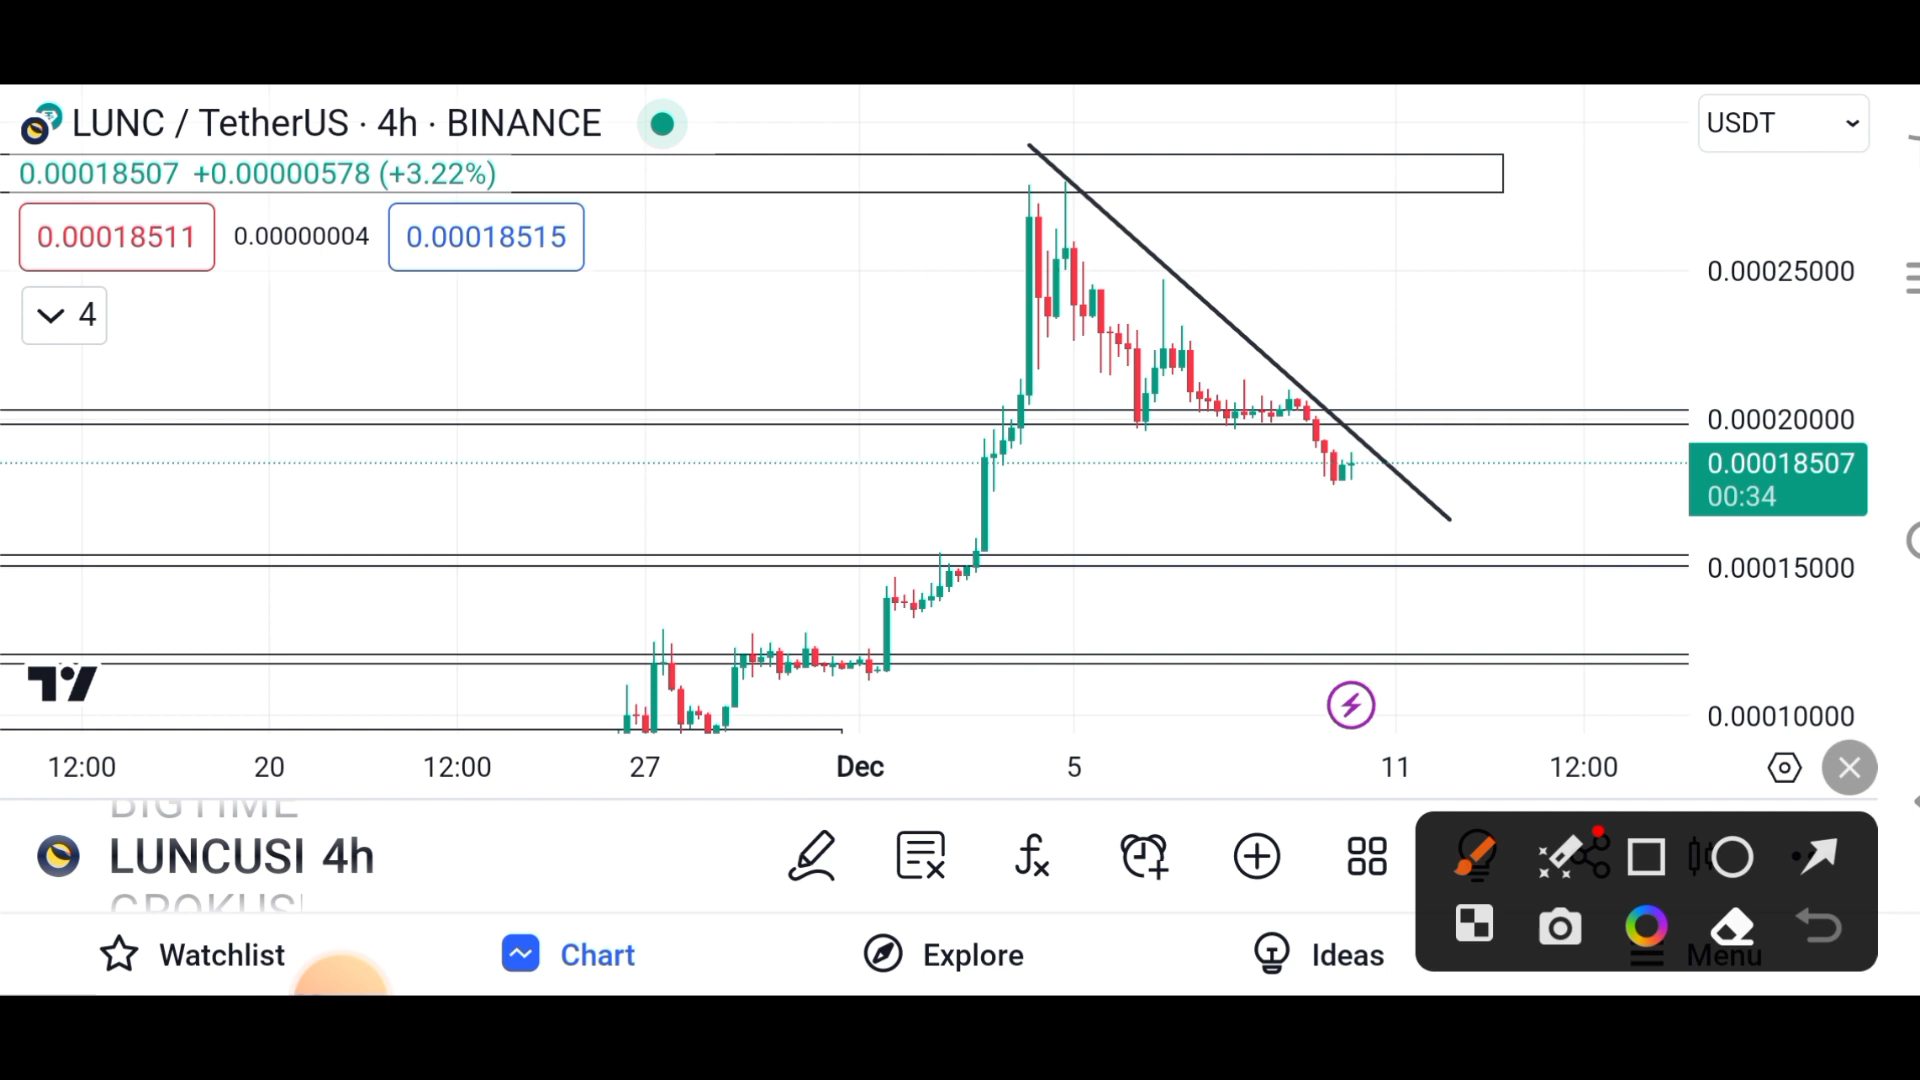 LUNC / TetherUS · 4h · BINANCE
USDT
0.00018507 +0.00000578 (+3.22%)
0.00018511 0.00000004 0.00018515
4
0.00025000
0.00020000
0.00018507
00:34
0.00015000
0.00010000
12:00 20 12:00 27 Dec 5 11 12:00
BIGTIME
LUNCUSI 4h
Watchlist Chart Explore Ideas Menu